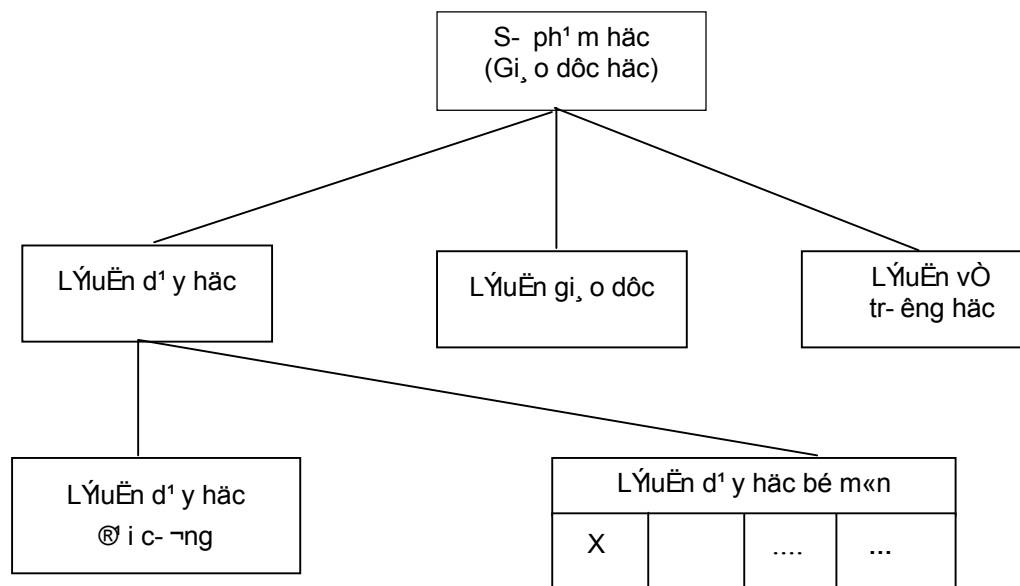 S- ph¹ m häc
(Gi¸ o dôc häc)
LÝluËn d¹ y häc
LÝluËn gi¸ o dôc
LÝluËn vÒ
tr- êng häc
LÝluËn d¹ y häc
®¹ i c- ¬ng
LÝluËn d¹ y häc bé m«n
X .... ...